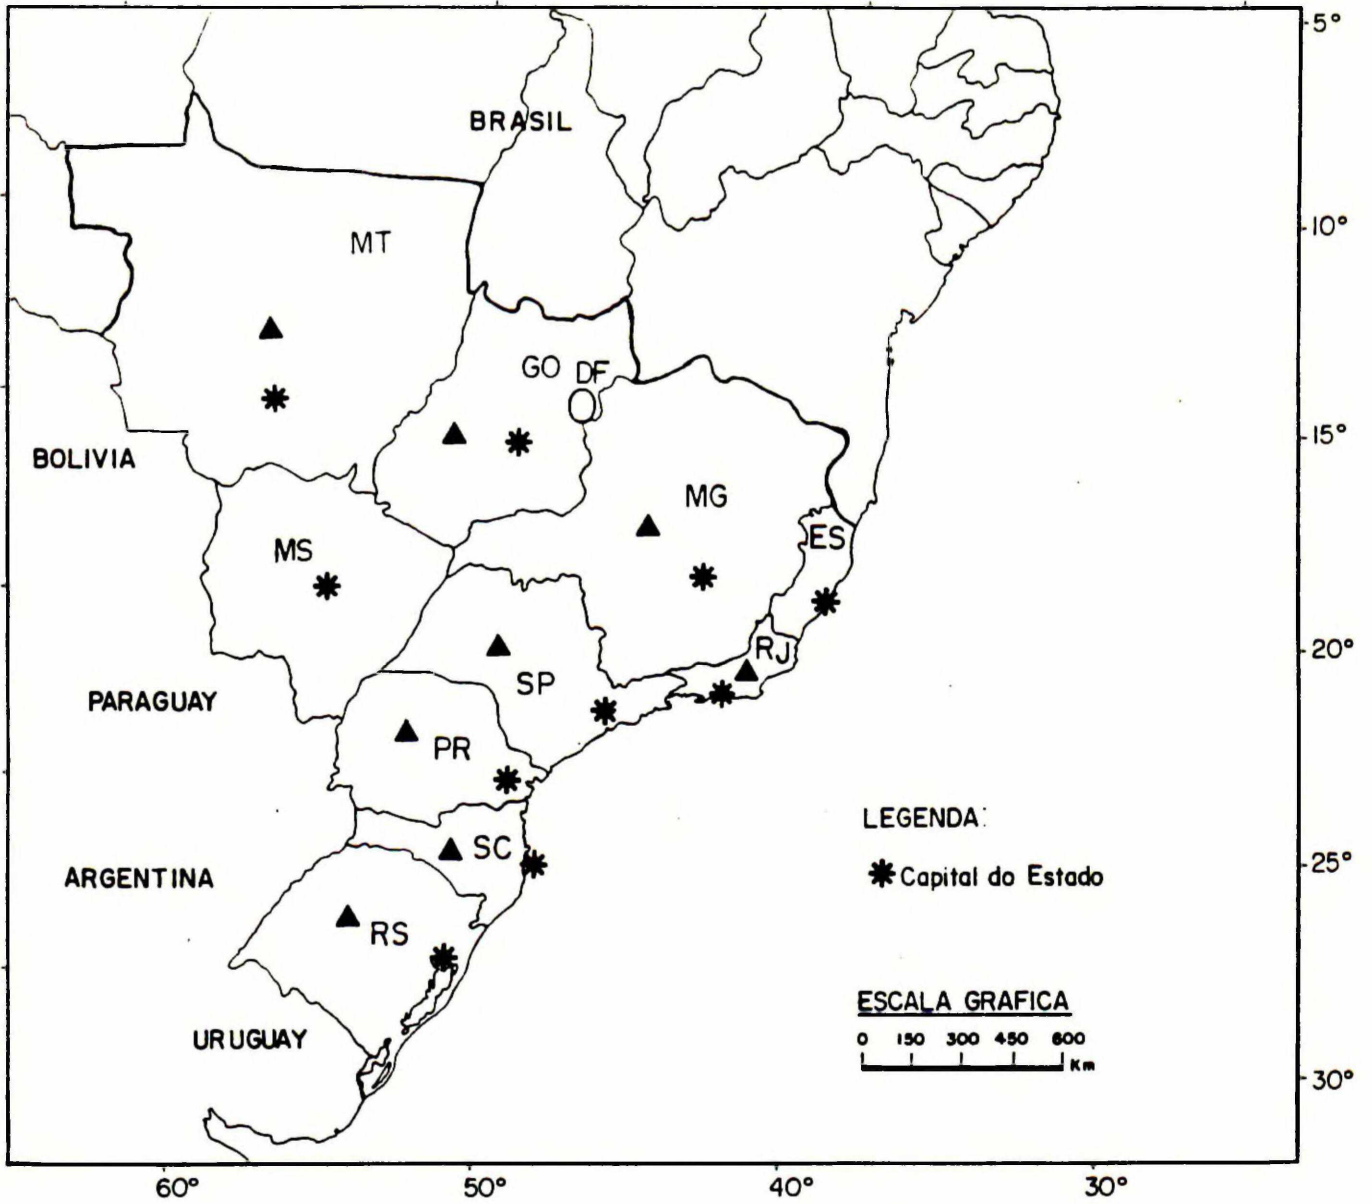 5°
BRASIL
10°
MT
GO DF
15°
BOLIVIA
MG
ES
MS
20°
RJ
SP
PARAGUAY
PR
LEGENDA:
SC
25°
Capital do Estado
ARGENTINA
RS
ESCALA GRAFICA
0 150 300 450 600
Km
URUGUAY
30°
60° 50° 40° 30°